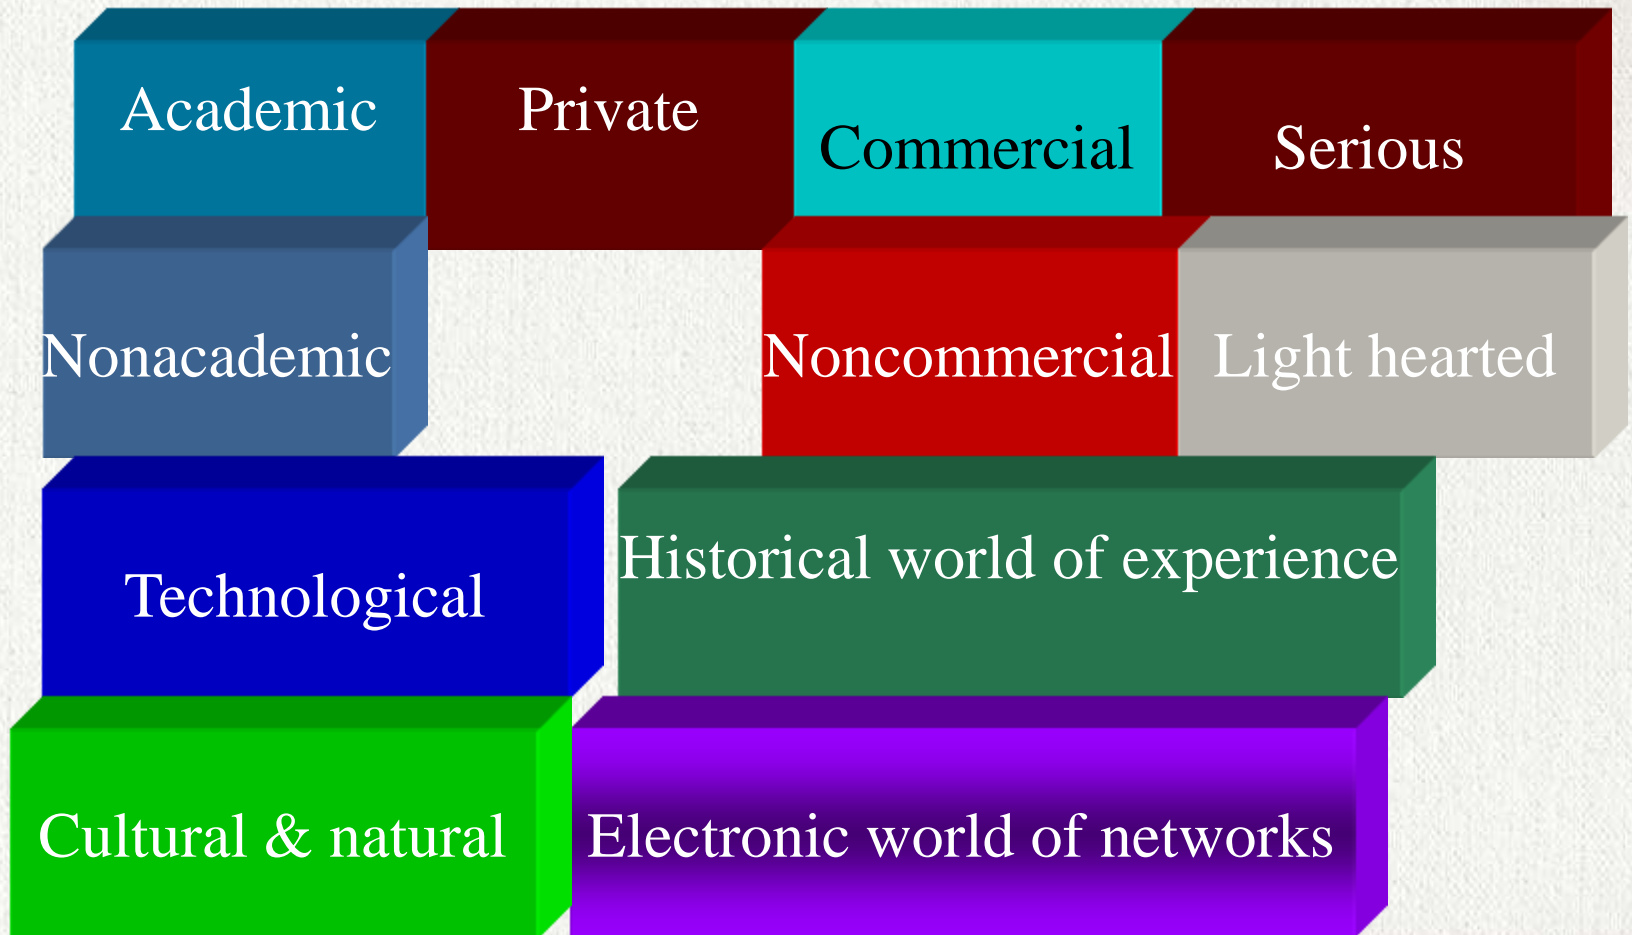 Academic
Private
Commercial
Serious
Nonacademic
Noncommercial
Light hearted
Technological
Historical world of experience
Cultural & natural
Electronic world of networks